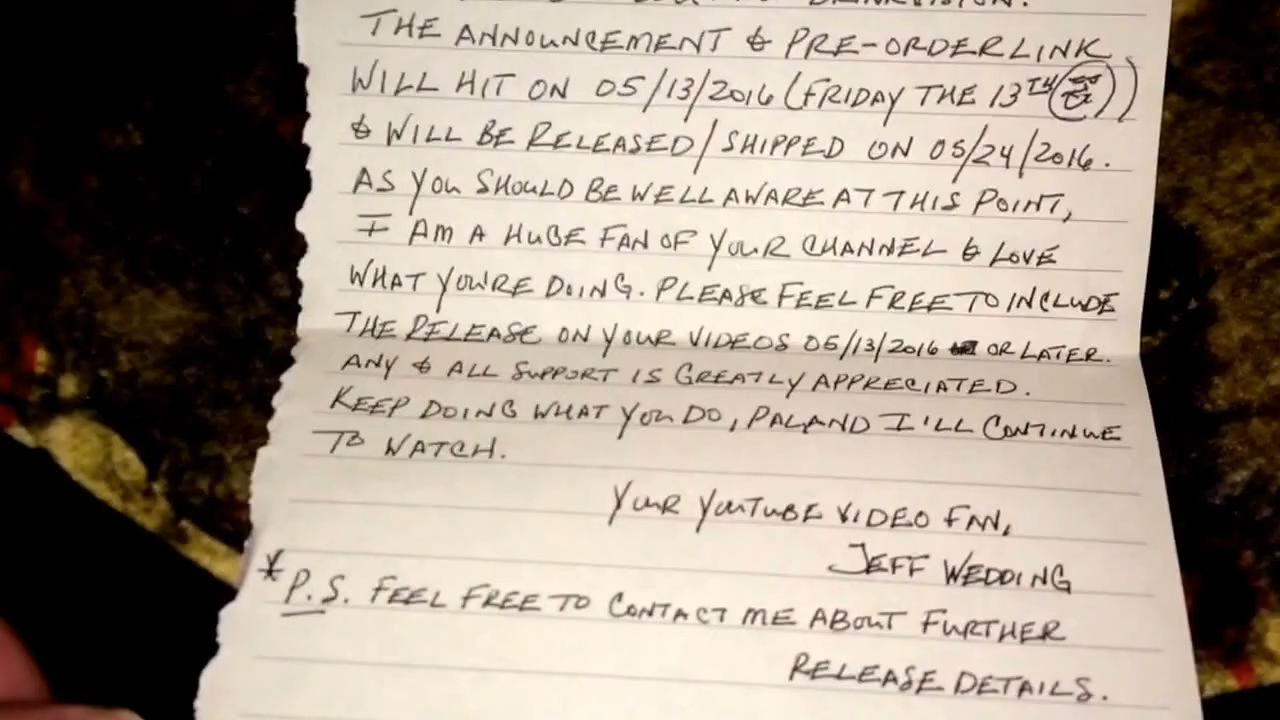 THE ANNOUNCEMENT & PRE-ORDER LINK
WILL HIT ON 05/13/2016 (FRIDAY THE 13TH)
& WILL BE RELEASED/SHIPPED ON 05/24/2016.
AS YOU SHOULD BE WELL AWARE AT THIS POINT,
I AM A HUGE FAN OF YOUR CHANNEL & LOVE
WHAT YOU'RE DOING. PLEASE FEEL FREE TO INCLUDE
THE RELEASE ON YOUR VIDEOS 05/13/2016 OR LATER.
ANY & ALL SUPPORT IS GREATLY APPRECIATED.
KEEP DOING WHAT YOU DO, PAL AND I'LL CONTINUE
TO WATCH.
YOUR YOUTUBE VIDEO FAN,
JEFF WEDDING
*P.S. FEEL FREE TO CONTACT ME ABOUT FURTHER
RELEASE DETAILS.